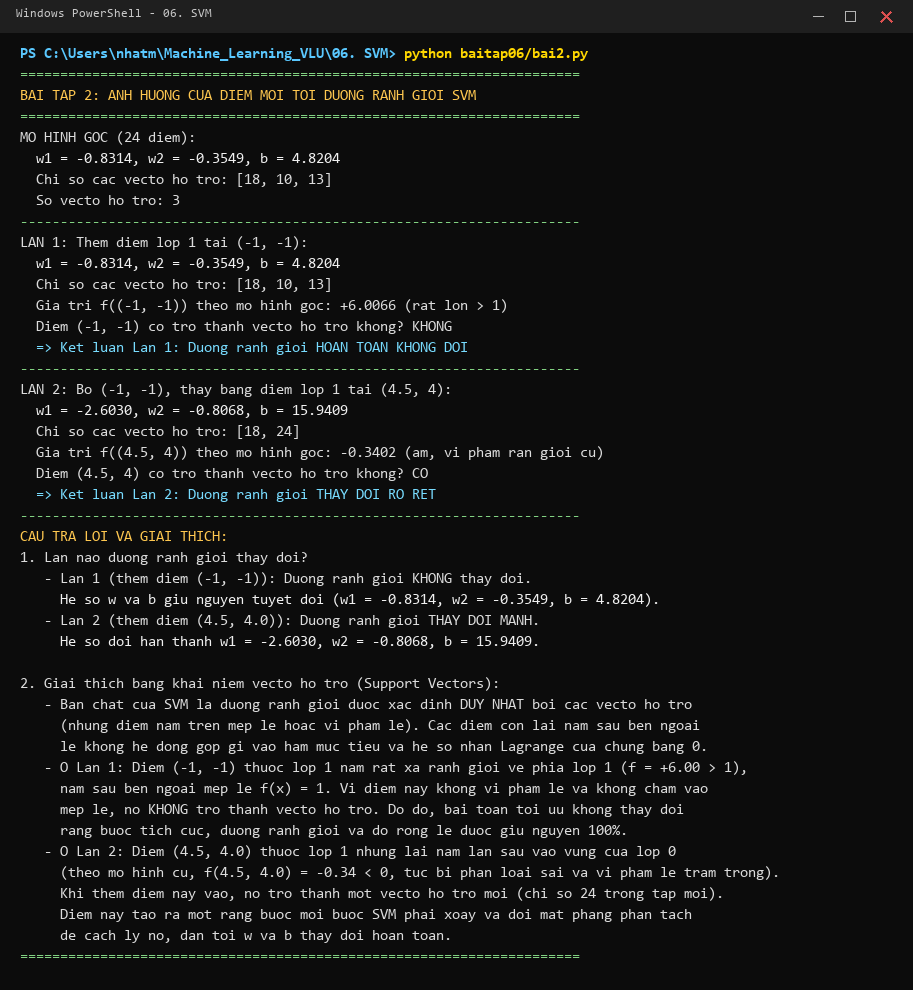 Windows PowerShell - 06. SVM
PS C:\Users\nhatm\Machine_Learning_VLU\06. SVM> python baitap06/bai2.py
======================================================================
BAI TAP 2: ANH HUONG CUA DIEM MOI TOI DUONG RANH GIOI SVM
======================================================================
MO HINH GOC (24 diem):
  w1 = -0.8314, w2 = -0.3549, b = 4.8204
  Chi so cac vecto ho tro: [18, 10, 13]
  So vecto ho tro: 3
----------------------------------------------------------------------
LAN 1: Them diem lop 1 tai (-1, -1):
  w1 = -0.8314, w2 = -0.3549, b = 4.8204
  Chi so cac vecto ho tro: [18, 10, 13]
  Gia tri f((-1, -1)) theo mo hinh goc: +6.0066 (rat lon > 1)
  Diem (-1, -1) co tro thanh vecto ho tro khong? KHONG
  => Ket luan Lan 1: Duong ranh gioi HOAN TOAN KHONG DOI
----------------------------------------------------------------------
LAN 2: Bo (-1, -1), thay bang diem lop 1 tai (4.5, 4):
  w1 = -2.6030, w2 = -0.8068, b = 15.9409
  Chi so cac vecto ho tro: [18, 24]
  Gia tri f((4.5, 4)) theo mo hinh goc: -0.3402 (am, vi pham ran gioi cu)
  Diem (4.5, 4) co tro thanh vecto ho tro khong? CO
  => Ket luan Lan 2: Duong ranh gioi THAY DOI RO RET
----------------------------------------------------------------------
CAU TRA LOI VA GIAI THICH:
1. Lan nao duong ranh gioi thay doi?
   - Lan 1 (them diem (-1, -1)): Duong ranh gioi KHONG thay doi.
     He so w va b giu nguyen tuyet doi (w1 = -0.8314, w2 = -0.3549, b = 4.8204).
   - Lan 2 (them diem (4.5, 4.0)): Duong ranh gioi THAY DOI MANH.
     He so doi han thanh w1 = -2.6030, w2 = -0.8068, b = 15.9409.
2. Giai thich bang khai niem vecto ho tro (Support Vectors):
   - Ban chat cua SVM la duong ranh gioi duoc xac dinh DUY NHAT boi cac vecto ho tro
     (nhung diem nam tren mep le hoac vi pham le). Cac diem con lai nam sau ben ngoai
     le khong he dong gop gi vao ham muc tieu va he so nhan Lagrange cua chung bang 0.
   - O Lan 1: Diem (-1, -1) thuoc lop 1 nam rat xa ranh gioi ve phia lop 1 (f = +6.00 > 1),
     nam sau ben ngoai mep le f(x) = 1. Vi diem nay khong vi pham le va khong cham vao
     mep le, no KHONG tro thanh vecto ho tro. Do do, bai toan toi uu khong thay doi
     rang buoc tich cuc, duong ranh gioi va do rong le duoc giu nguyen 100%.
   - O Lan 2: Diem (4.5, 4.0) thuoc lop 1 nhung lai nam lan sau vao vung cua lop 0
     (theo mo hinh cu, f(4.5, 4.0) = -0.34 < 0, tuc bi phan loai sai va vi pham le tram trong).
     Khi them diem nay vao, no tro thanh mot vecto ho tro moi (chi so 24 trong tap moi).
     Diem nay tao ra mot rang buoc moi buoc SVM phai xoay va doi mat phang phan tach
     de cach ly no, dan toi w va b thay doi hoan toan.
======================================================================